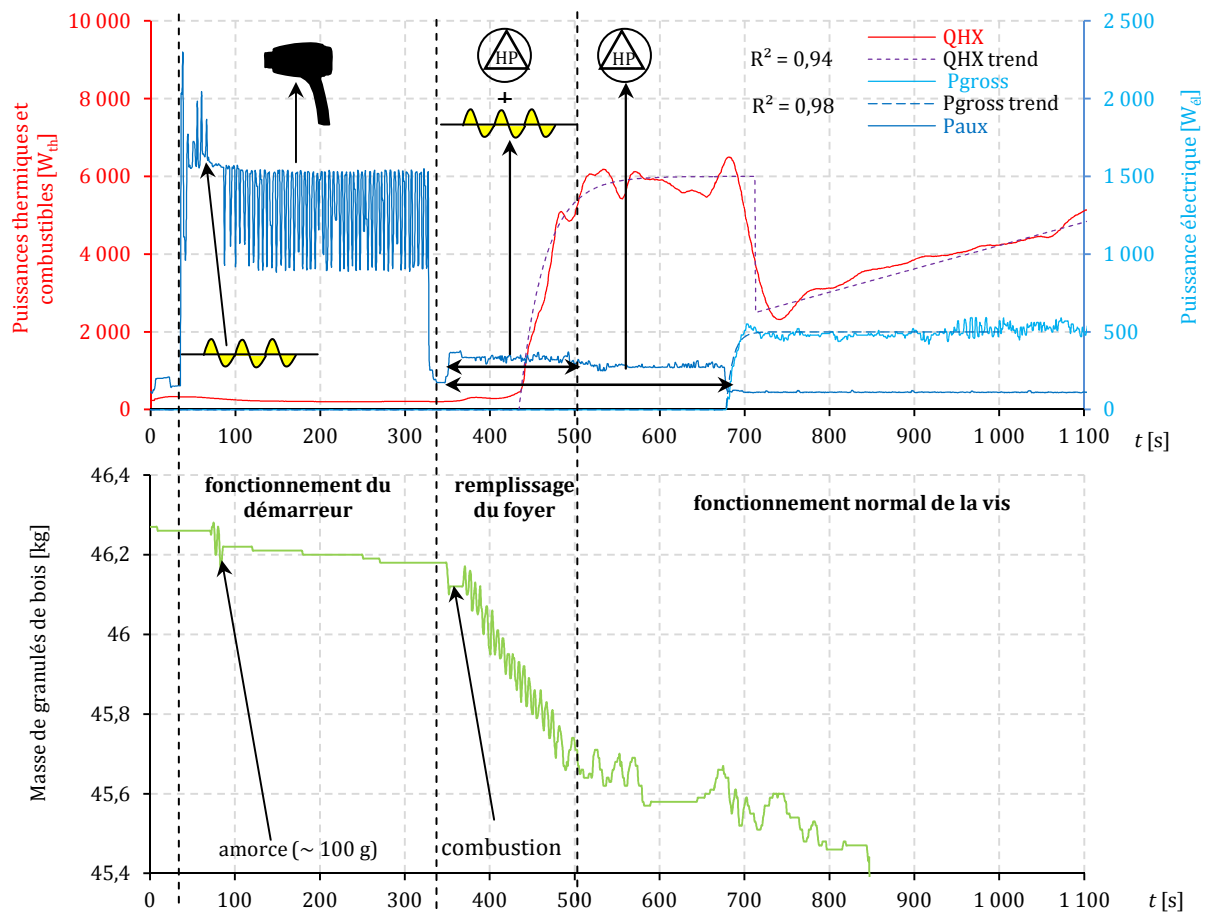 Puissances thermiques et
combustibles [Wth]
10 000
8 000
6 000
4 000
2 000
0
HP
+
HP
R² = 0,94
R² = 0,98
QHX
QHX trend
Pgross
Pgross trend
Paux
2 500
2 000
1 500
1 000
500
0
Puissance électrique [Wél]
0
100
200
300
400
500
600
700
800
900
1 000
1 100
t [s]
Masse de granulés de bois [kg]
46,4
46,2
46
45,8
45,6
45,4
fonctionnement du
démarreur
remplissage
du foyer
fonctionnement normal de la vis
amorce (~ 100 g)
combustion
0
100
200
300
400
500
600
700
800
900
1 000
1 100
t [s]